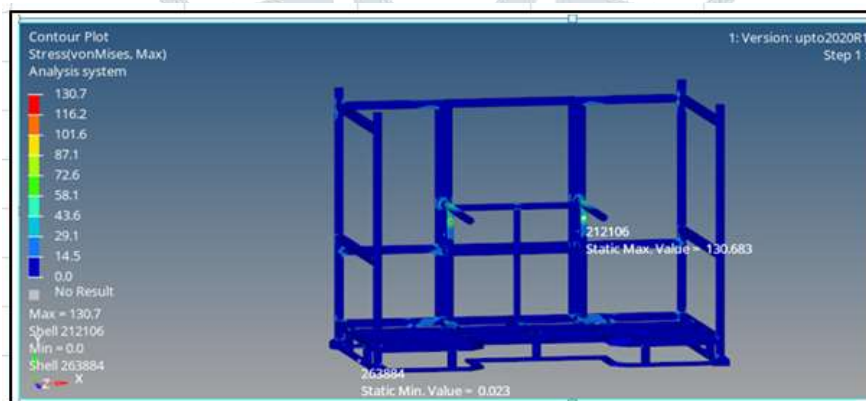 Contour Plot
Stress(vonMises, Max)
Analysis system
130.7
116.2
101.6
87.1
72.6
58.1
43.6
29.1
14.5
0.0
No Result
Max = 130.7
Shell 212106
Min = 0.0
Shell 263884
Y
Z X
1: Version: upto2020R1
Step 1
212106
Static Max. Value = 130.683
263884
Static Min. Value = 0.023